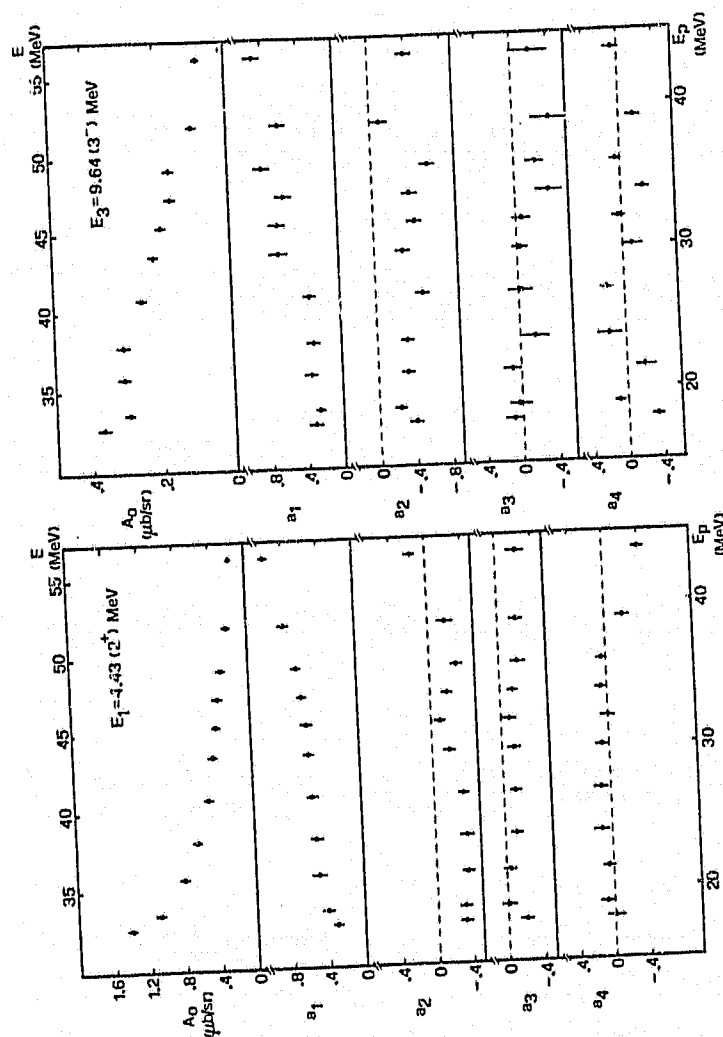 35 40 45 50 55 E (MeV)
E₁=4.43 (2⁺) MeV
1.6
1.2
.8
.4
0
A₀ (μb/sr)
.8
.4
0
a₁
.4
0
-.4
a₂
.4
0
-.4
a₃
.4
0
-.4
a₄
20 30 40 Eₚ (MeV)
35 40 45 50 55 E (MeV)
E₃=9.64 (3⁻) MeV
.4
.2
0
A₀ (μb/sr)
.8
.4
0
a₁
0
-.4
-.8
a₂
.4
0
-.4
a₃
.4
0
-.4
a₄
20 30 40 Eₚ (MeV)